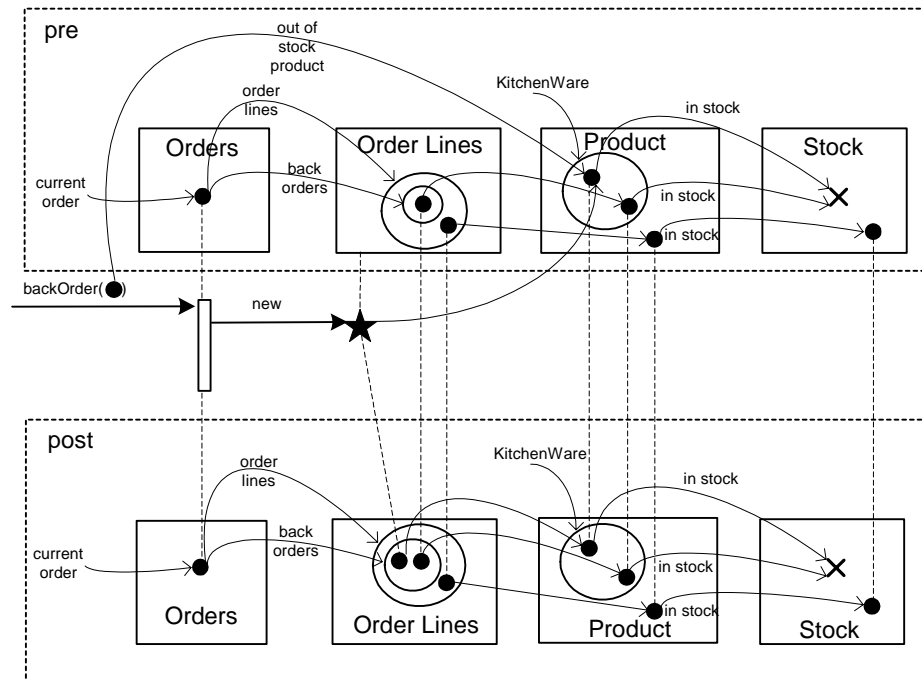 pre
out of
stock
product
KitchenWare
order
lines
in stock
Orders
Order Lines
Product
Stock
current
order
back
orders
in stock
in stock
backOrder( )
new
post
KitchenWare
order
lines
in stock
current
order
back
orders
in stock
in stock
Orders
Order Lines
Product
Stock